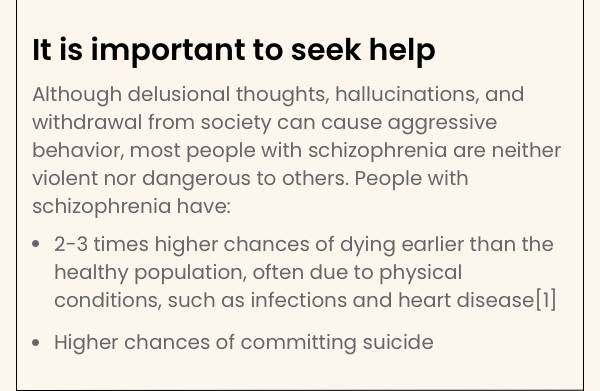 It is important to seek help
Although delusional thoughts, hallucinations, and
withdrawal from society can cause aggressive
behavior, most people with schizophrenia are neither
violent nor dangerous to others. People with
schizophrenia have:
• 2-3 times higher chances of dying earlier than the
healthy population, often due to physical
conditions, such as infections and heart disease[1]
• Higher chances of committing suicide